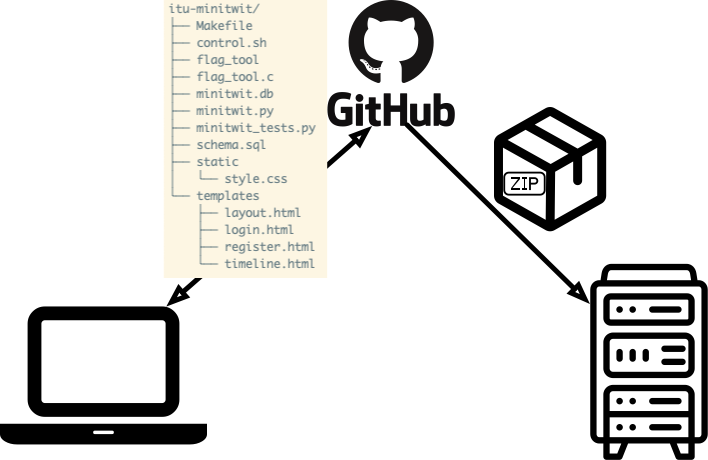 itu-minitwit/
├── Makefile
├── control.sh
├── flag_tool
├── flag_tool.c
├── minitwit.db
├── minitwit.py
├── minitwit_tests.py
├── schema.sql
├── static
│   └── style.css
└── templates
    ├── layout.html
    ├── login.html
    ├── register.html
    └── timeline.html
GitHub
ZIP